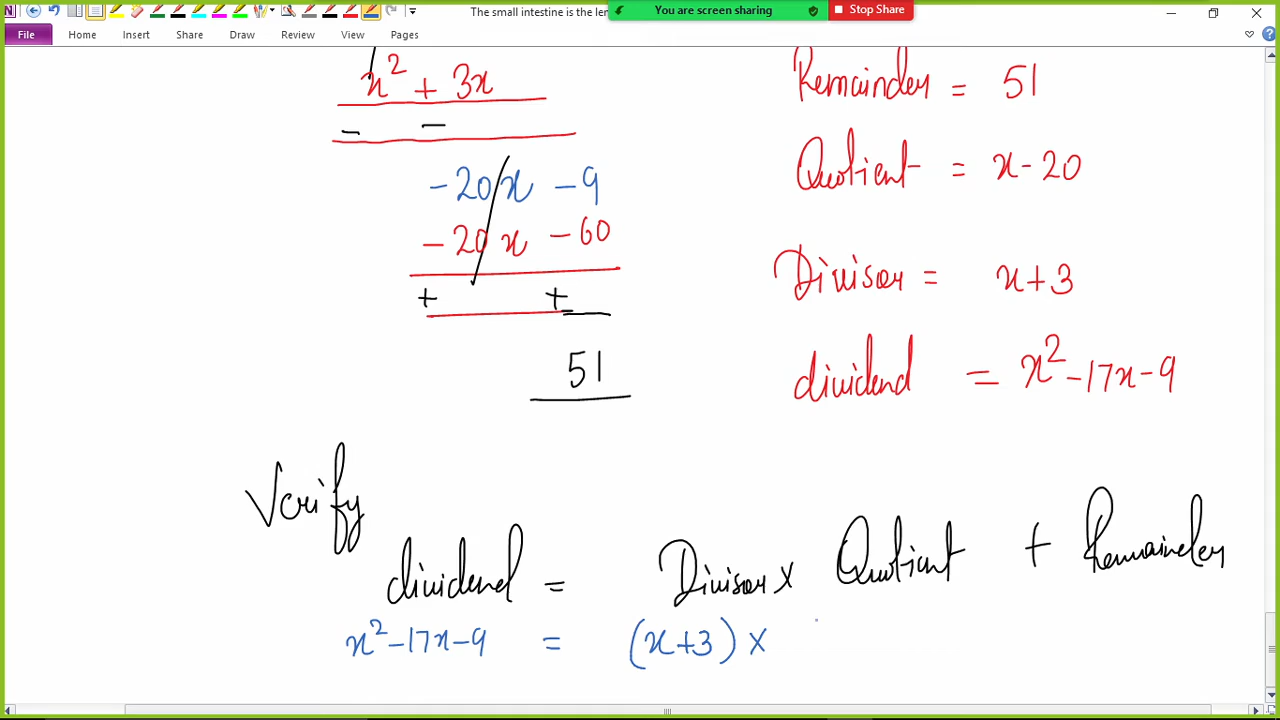 The small intestine is the len
You are screen sharing
Stop Share
File Home Insert Share Draw Review View
x² + 3x
Remainder = 51
− −
-20x -9
Quotient = x-20
-20x -60
+ +
Divisor = x+3
51
dividend = x²-17x-9
Verify
dividend = Divisor x Quotient + Remainder
x²-17x-9 = (x+3) x